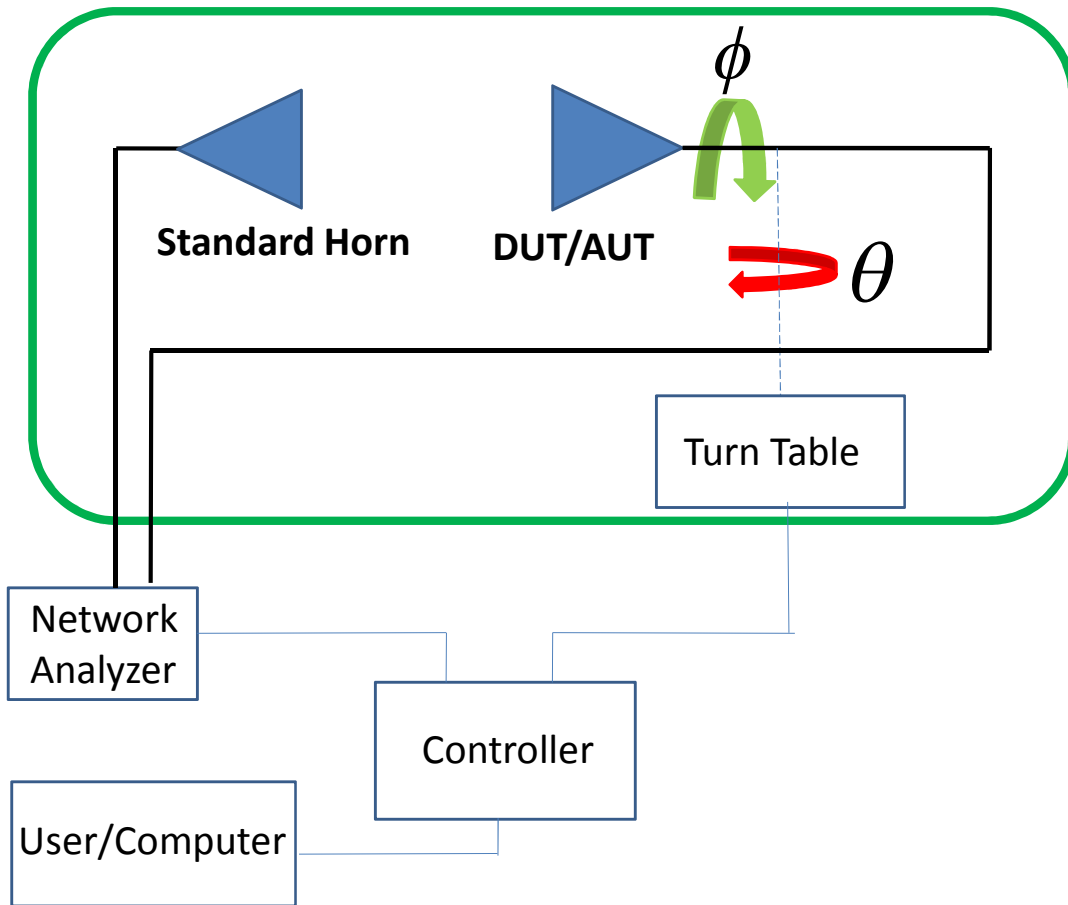 ϕ
Standard Horn
DUT/AUT
θ
Turn Table
Network
Analyzer
Controller
User/Computer